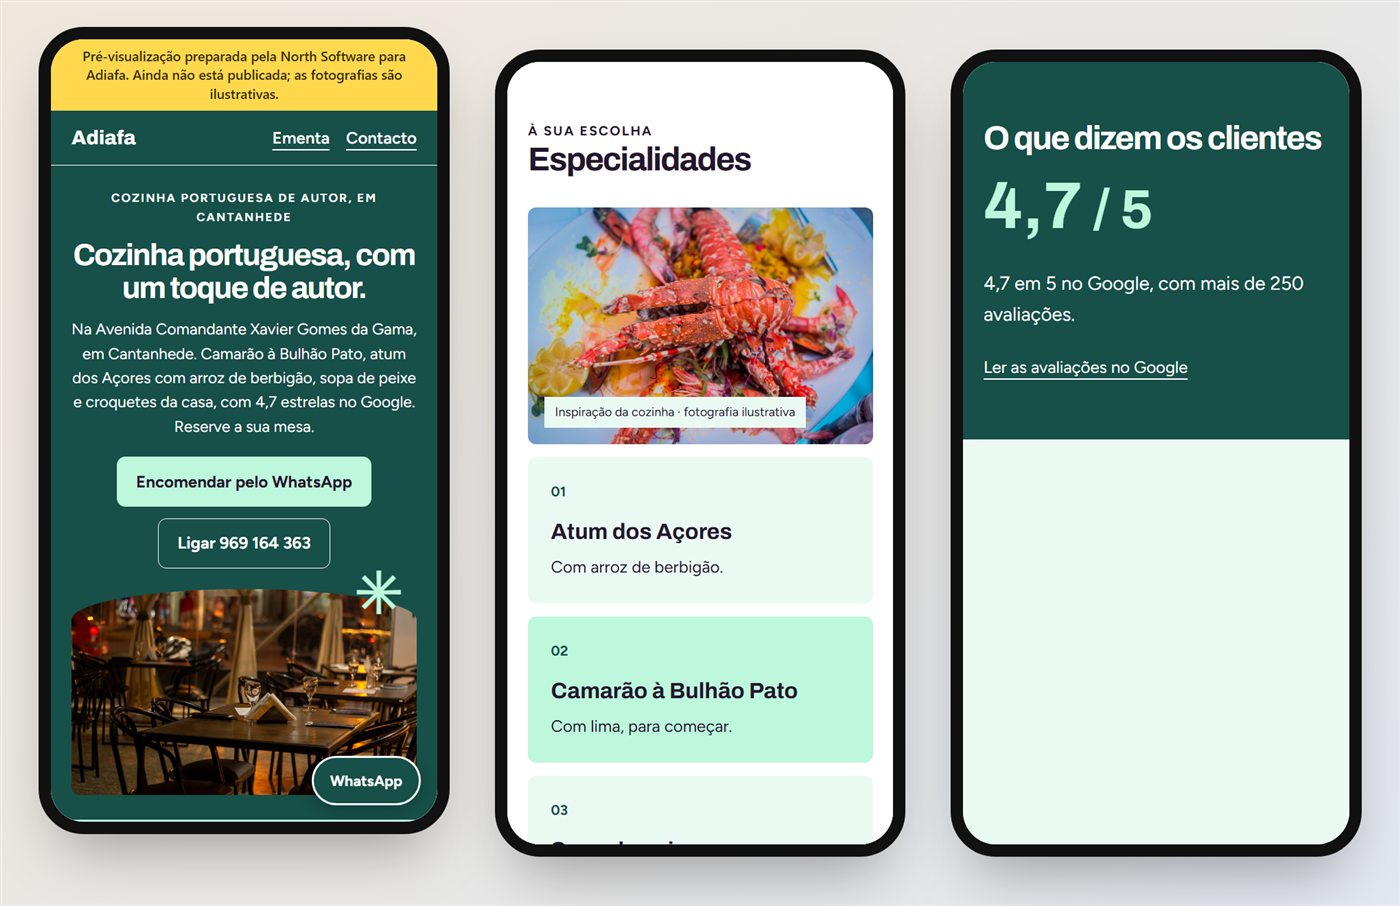 Pré-visualização preparada pela North Software para
Adiafa. Ainda não está publicada; as fotografias são
ilustrativas.
Adiafa
Ementa
Contacto
COZINHA PORTUGUESA DE AUTOR, EM
CANTANHEDE
Cozinha portuguesa, com
um toque de autor.
Na Avenida Comandante Xavier Gomes da Gama,
em Cantanhede. Camarão à Bulhão Pato, atum
dos Açores com arroz de berbigão, sopa de peixe
e croquetes da casa, com 4,7 estrelas no Google.
Reserve a sua mesa.
Encomendar pelo WhatsApp
Ligar 969 164 363
WhatsApp
À SUA ESCOLHA
Especialidades
Inspiração da cozinha · fotografia ilustrativa
01
Atum dos Açores
Com arroz de berbigão.
02
Camarão à Bulhão Pato
Com lima, para começar.
03
O que dizem os clientes
4,7 / 5
4,7 em 5 no Google, com mais de 250
avaliações.
Ler as avaliações no Google